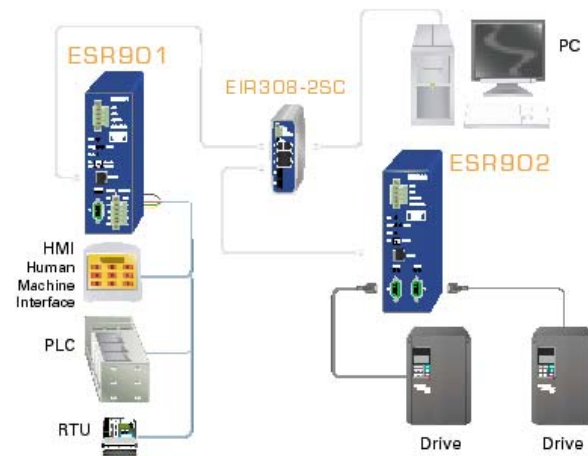 ESR901
EIR308-2SC
PC
ESR902
HMI
Human
Machine
Interface
PLC
RTU
Drive
Drive